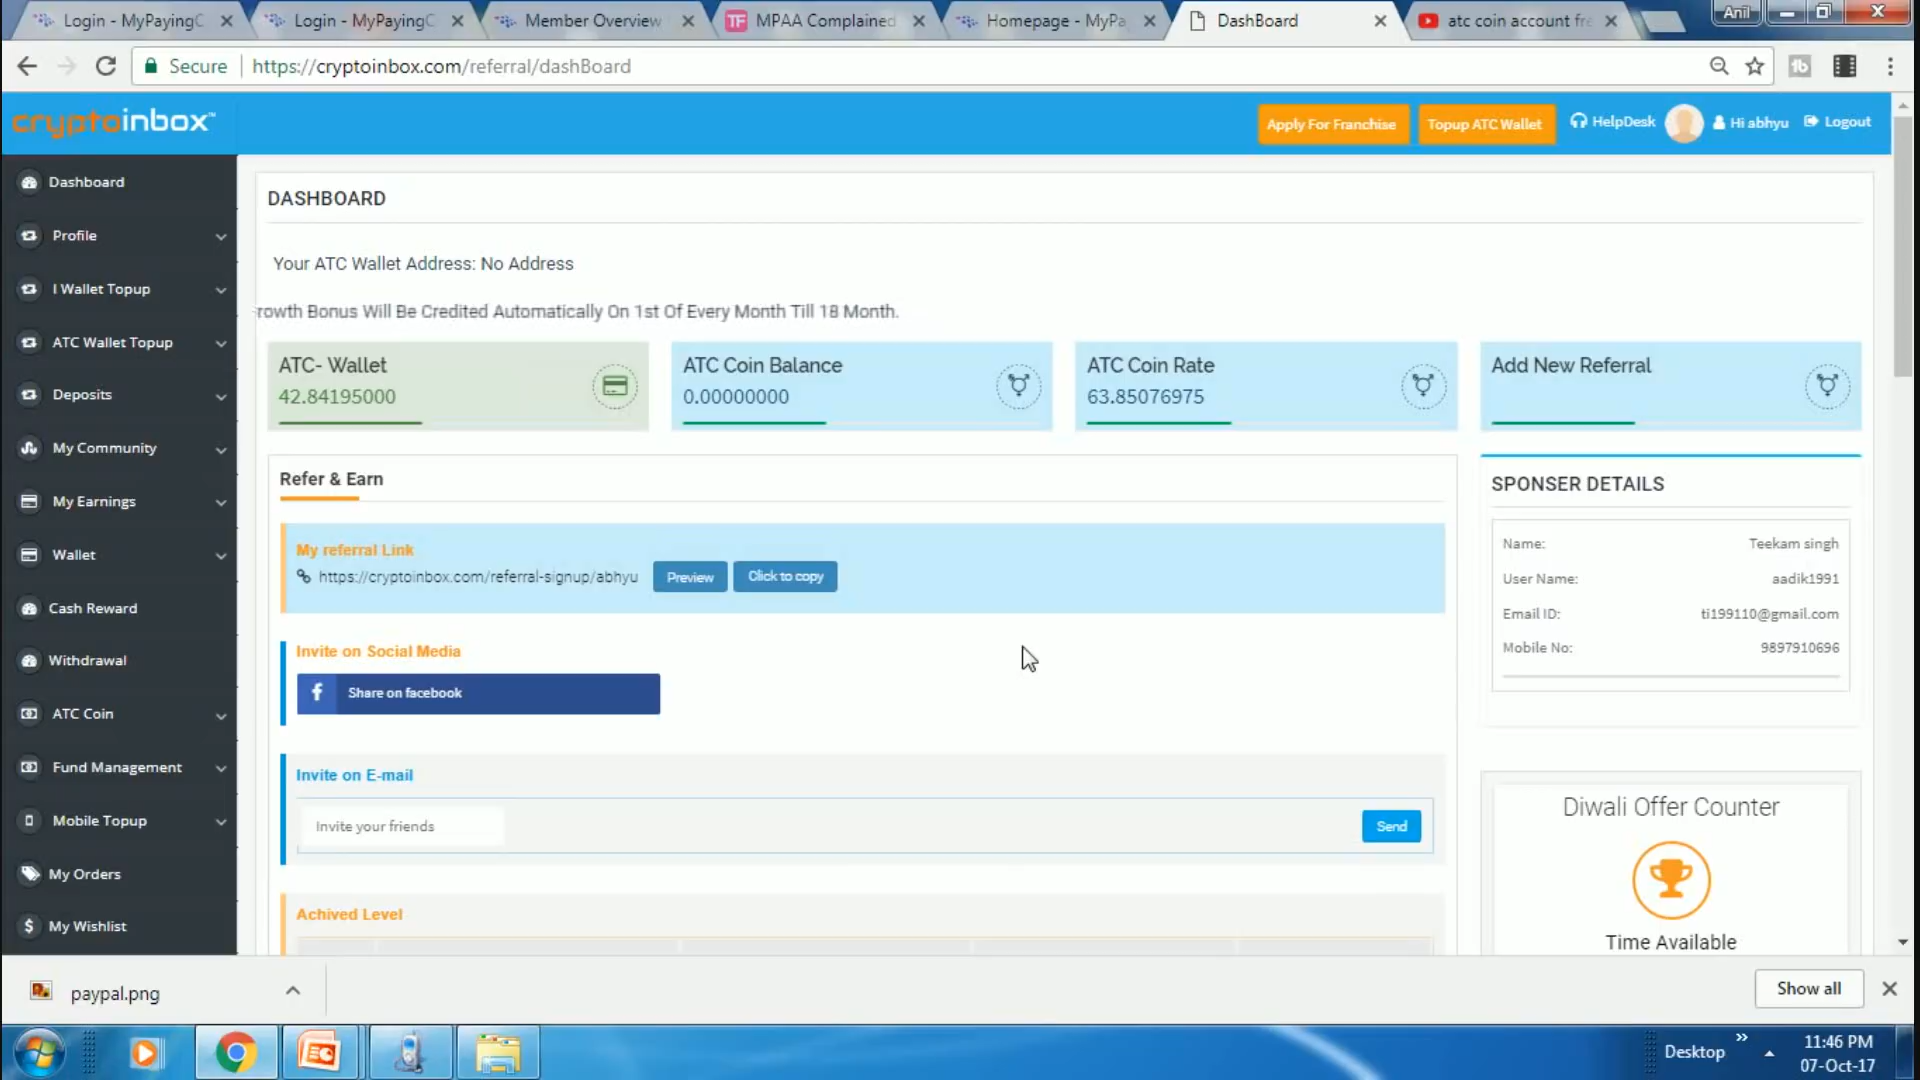 Login - MyPayingC
Login - MyPayingC
Member Overview
TF MPAA Complained
Homepage - MyPa
DashBoard
atc coin account fre
Anil
Secure https://cryptoinbox.com/referral/dashBoard
cryptoinbox™
Apply For Franchise
Topup ATC Wallet
HelpDesk
Hi abhyu
Logout
Dashboard
Profile
I Wallet Topup
ATC Wallet Topup
Deposits
My Community
My Earnings
Wallet
Cash Reward
Withdrawal
ATC Coin
Fund Management
Mobile Topup
My Orders
My Wishlist
DASHBOARD
Your ATC Wallet Address: No Address
rowth Bonus Will Be Credited Automatically On 1st Of Every Month Till 18 Month.
ATC- Wallet
42.84195000
ATC Coin Balance
0.00000000
ATC Coin Rate
63.85076975
Add New Referral
Refer & Earn
My referral Link
https://cryptoinbox.com/referral-signup/abhyu
Preview
Click to copy
Invite on Social Media
f Share on facebook
Invite on E-mail
Invite your friends
Send
Achived Level
SPONSER DETAILS
Name: Teekam singh
User Name: aadik1991
Email ID: ti199110@gmail.com
Mobile No: 9897910696
Diwali Offer Counter
Time Available
paypal.png
Show all
Desktop
11:46 PM
07-Oct-17